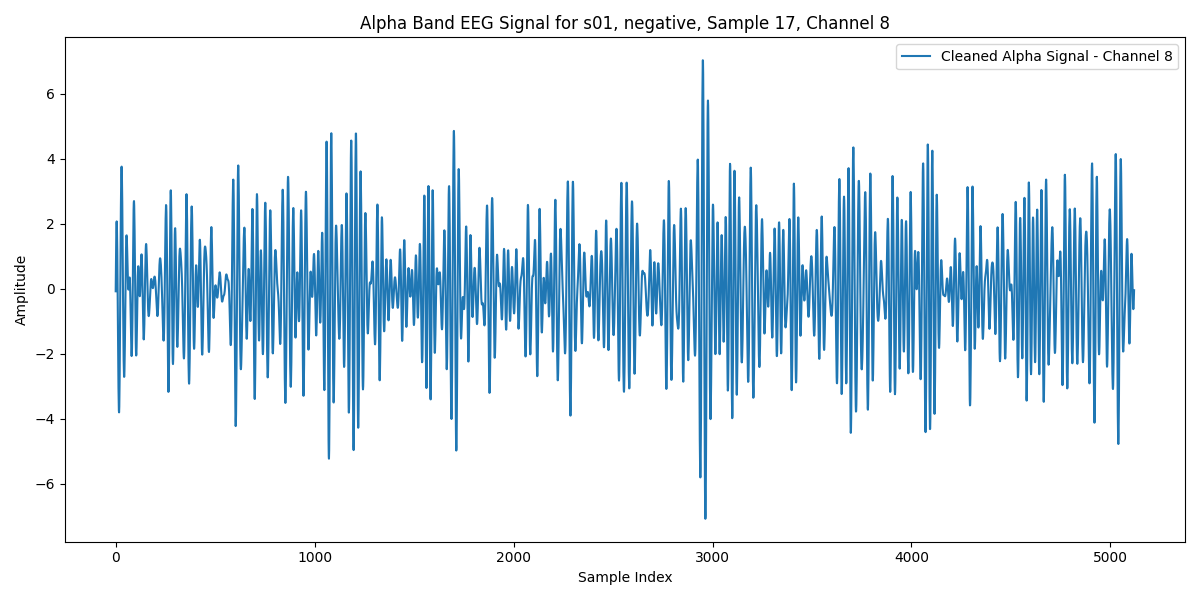 Alpha Band EEG Signal for s01, negative, Sample 17, Channel 8
Cleaned Alpha Signal - Channel 8
Amplitude
6
4
2
0
−2
−4
−6
0 1000 2000 3000 4000 5000
Sample Index